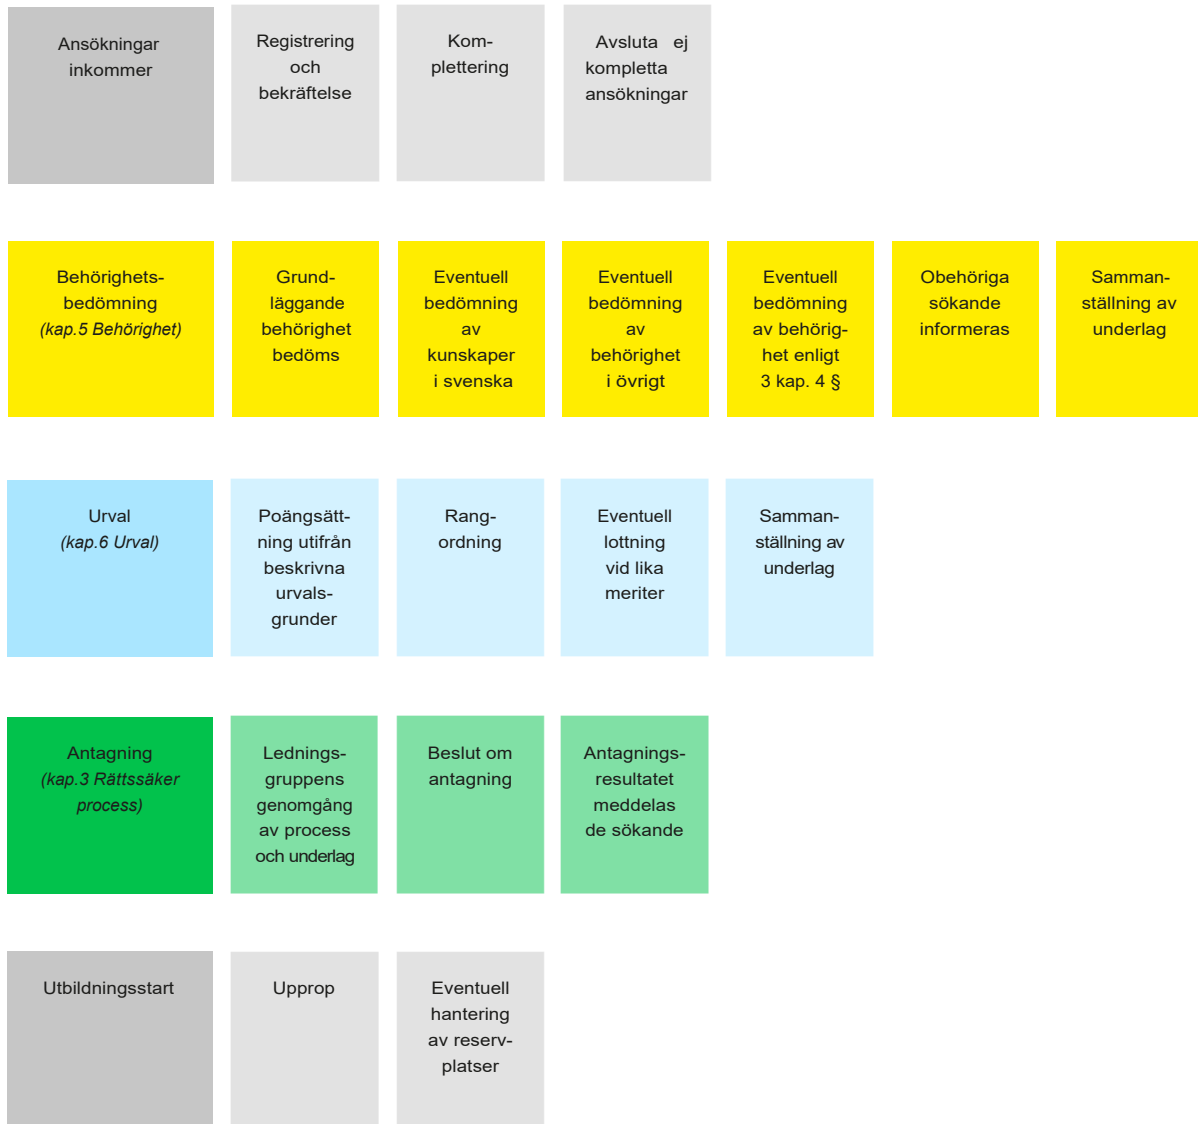 Ansökningar
inkommer
Registrering
och
bekräftelse
Kom-
plettering
Avsluta ej
kompletta
ansökningar
Behörighets-
bedömning
(kap.5 Behörighet)
Grund-
läggande
behörighet
bedöms
Eventuell
bedömning
av
kunskaper
i svenska
Eventuell
bedömning
av
behörighet
i övrigt
Eventuell
bedömning
av behörig-
het enligt
3 kap. 4 §
Obehöriga
sökande
informeras
Samman-
ställning av
underlag
Urval
(kap.6 Urval)
Poängsätt-
ning utifrån
beskrivna
urvals-
grunder
Rang-
ordning
Eventuell
lottning
vid lika
meriter
Samman-
ställning av
underlag
Antagning
(kap.3 Rättssäker
process)
Lednings-
gruppens
genomgång
av process
och underlag
Beslut om
antagning
Antagnings-
resultatet
meddelas
de sökande
Utbildningsstart
Upprop
Eventuell
hantering
av reserv-
platser